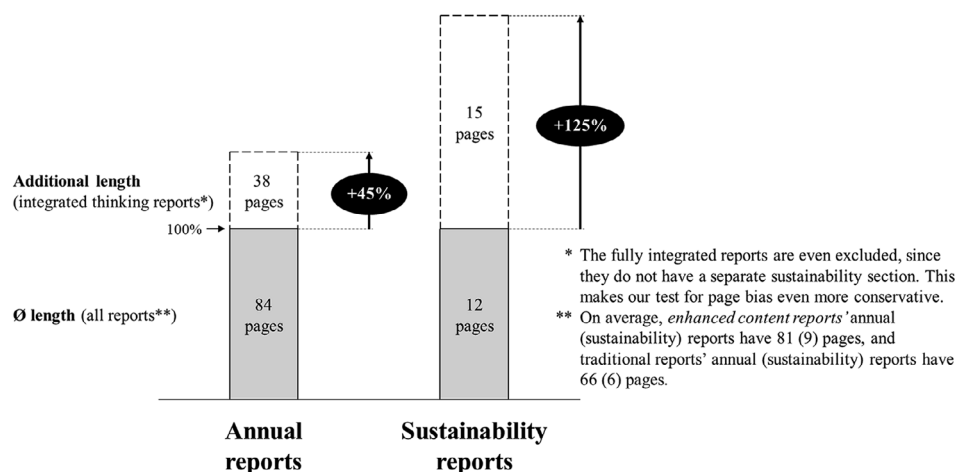 15
pages
+125%
Additional length
(integrated thinking reports*)
38
pages
+45%
100%
Ø length (all reports**)
84
pages
12
pages
* The fully integrated reports are even excluded, since
they do not have a separate sustainability section. This
makes our test for page bias even more conservative.
** On average, enhanced content reports' annual
(sustainability) reports have 81 (9) pages, and
traditional reports' annual (sustainability) reports have
66 (6) pages.
Annual
reports
Sustainability
reports